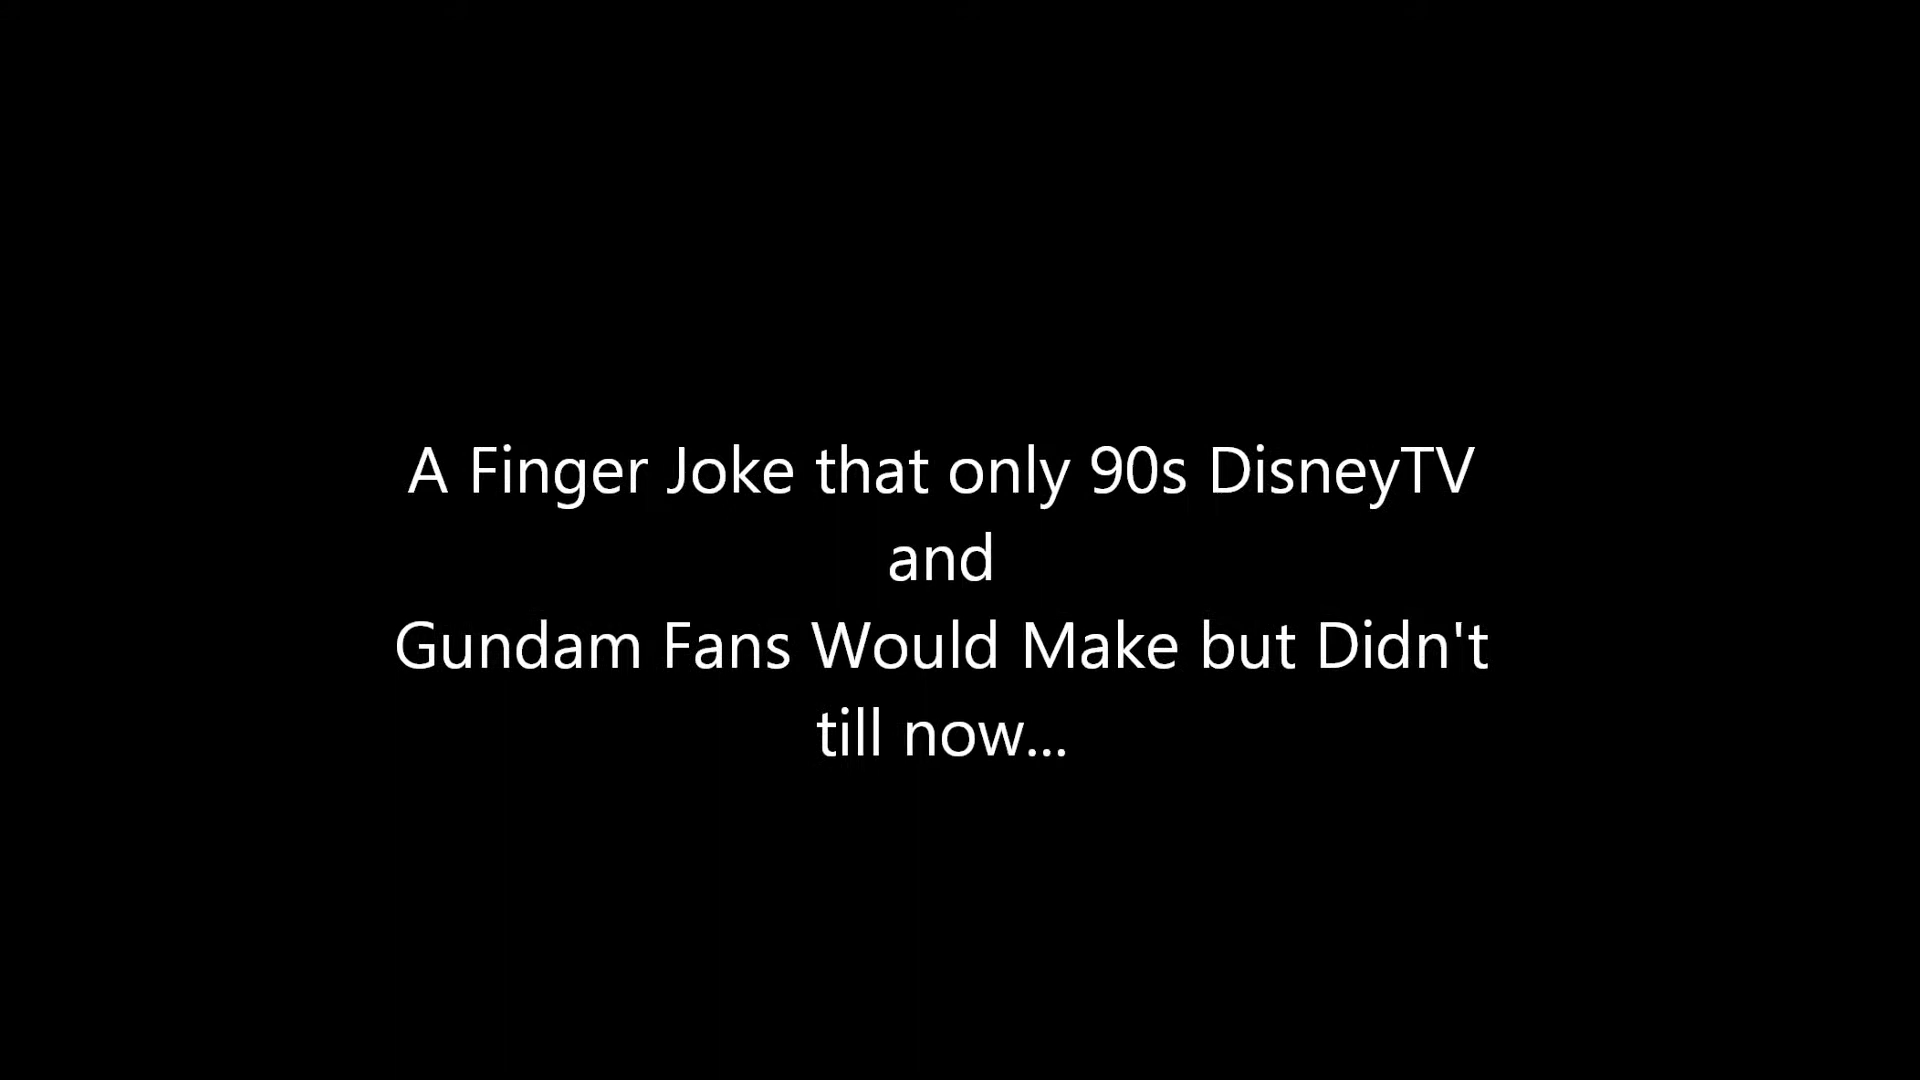 A Finger Joke that only 90s DisneyTV
and
Gundam Fans Would Make but Didn't
till now...